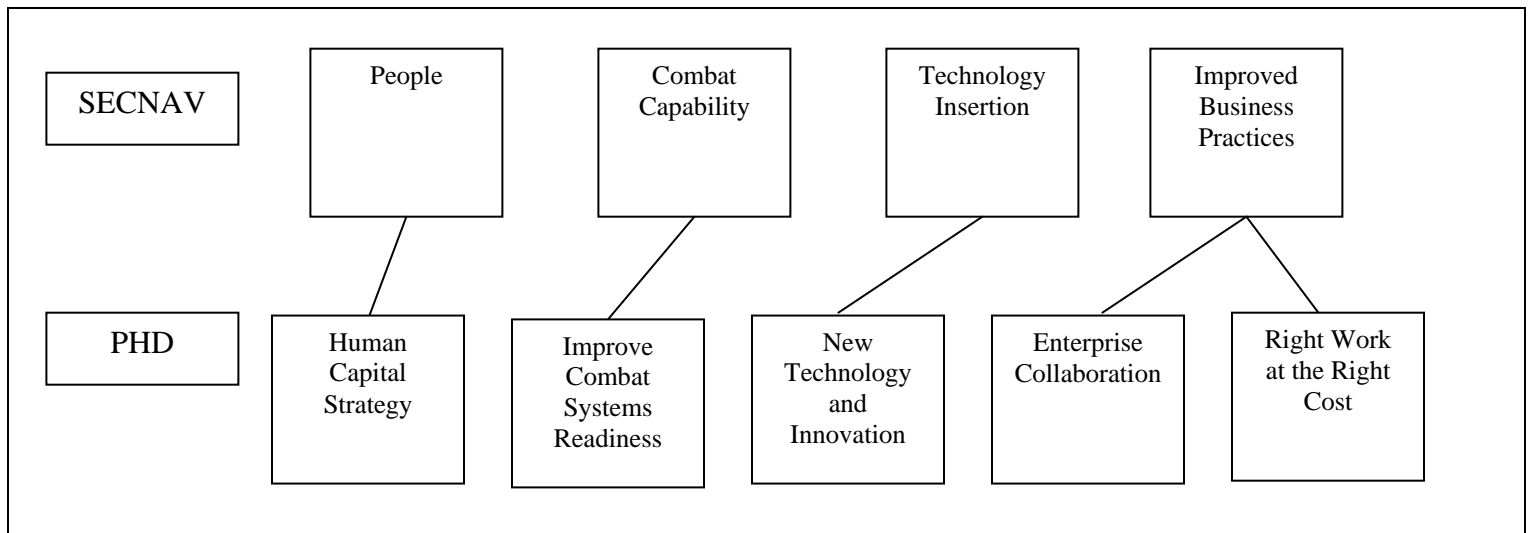 SECNAV
People
Combat
Capability
Technology
Insertion
Improved
Business
Practices
PHD
Human
Capital
Strategy
Improve
Combat
Systems
Readiness
New
Technology
and
Innovation
Enterprise
Collaboration
Right Work
at the Right
Cost